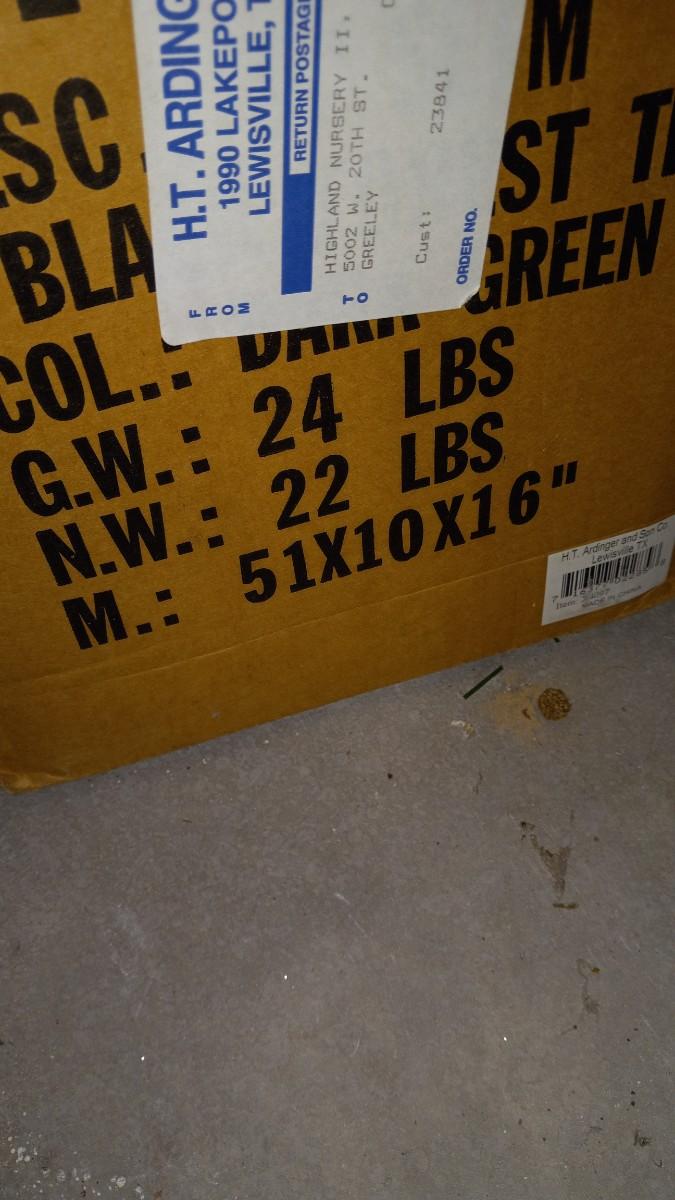 M
SC.
BLA ST T
COL.: DARK GREEN
G.W.: 24 LBS
N.W.: 22 LBS
M.: 51X10X16"
FROM
H.T. ARDING
1990 LAKEPO
LEWISVILLE, T
RETURN POSTAGE
TO
HIGHLAND NURSERY II,
5002 W. 20TH ST.
GREELEY
Cust: 23841
ORDER NO.
H.T. Ardinger and Son Co.
Lewisville TX
Item:
MADE IN CHINA